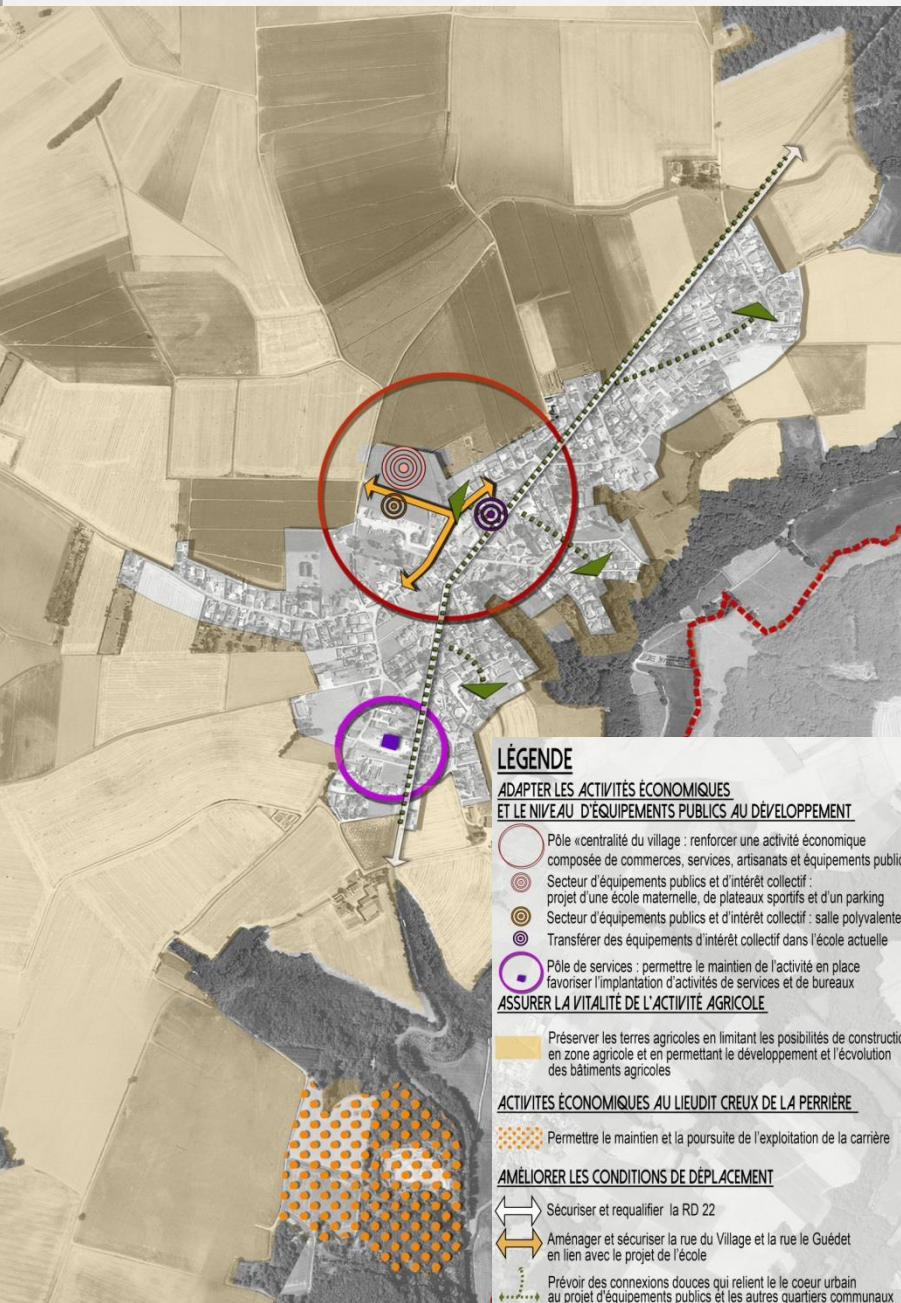 LÉGENDE
ADAPTER LES ACTIVITÉS ÉCONOMIQUES
ET LE NIVEAU D'ÉQUIPEMENTS PUBLICS AU DÉVELOPPEMENT
Pôle «centralité du village : renforcer une activité économique
composée de commerces, services, artisanats et équipements public
Secteur d'équipements publics et d'intérêt collectif :
projet d'une école maternelle, de plateaux sportifs et d'un parking
Secteur d'équipements publics et d'intérêt collectif : salle polyvalente
Transférer des équipements d'intérêt collectif dans l'école actuelle
Pôle de services : permettre le maintien de l'activité en place
favoriser l'implantation d'activités de services et de bureaux
ASSURER LA VITALITÉ DE L'ACTIVITÉ AGRICOLE
Préserver les terres agricoles en limitant les posibilités de constructio
en zone agricole et en permettant le développement et l'écvolution
des bâtiments agricoles
ACTIVITES ÉCONOMIQUES AU LIEUDIT CREUX DE LA PERRIÈRE
Permettre le maintien et la poursuite de l'exploitation de la carrière
AMÉLIORER LES CONDITIONS DE DÉPLACEMENT
Sécuriser et requalifier la RD 22
Aménager et sécuriser la rue du Village et la rue le Guédet
en lien avec le projet de l'école
Prévoir des connexions douces qui relient le le coeur urbain
au projet d'équipements publics et les autres quartiers communaux